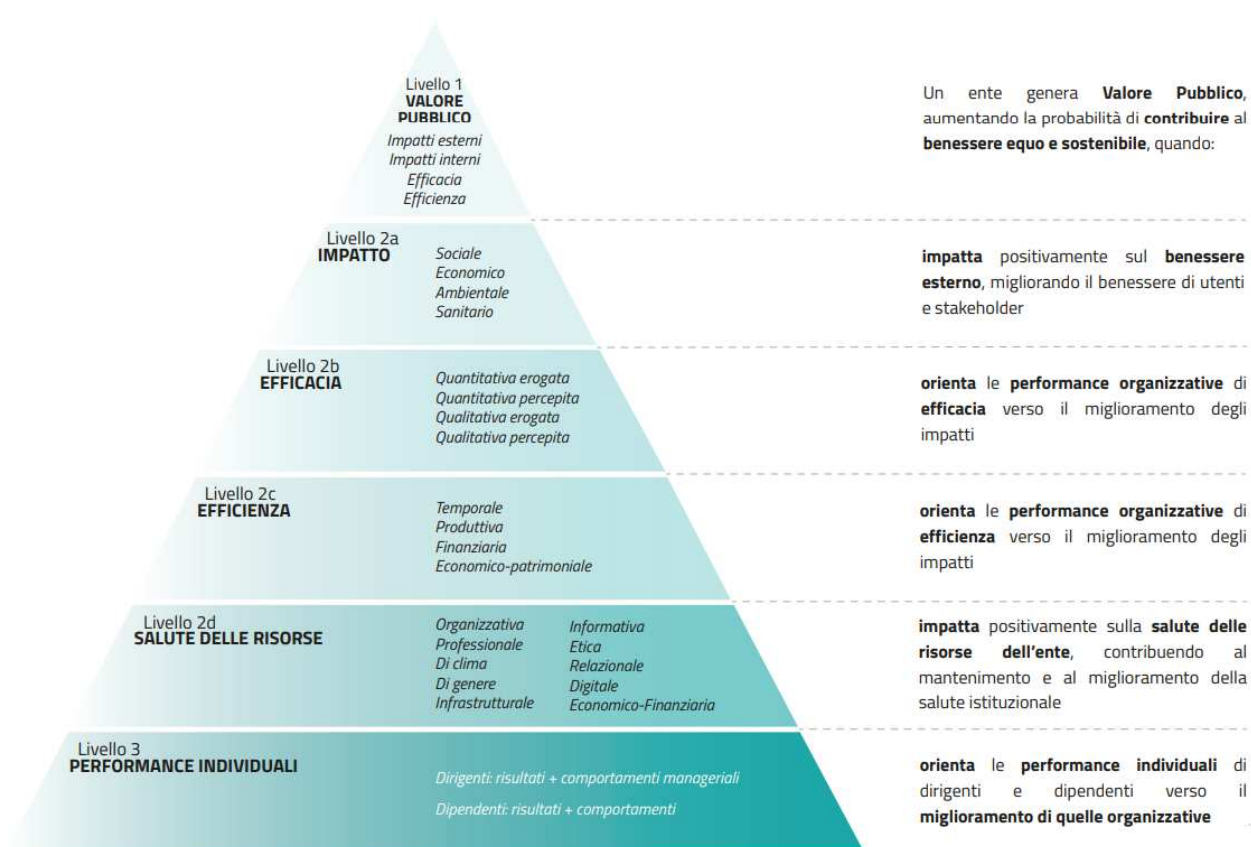 Livello 1
VALORE
PUBBLICO
Impatti esterni
Impatti interni
Efficacia
Efficienza
Un ente genera Valore Pubblico,
aumentando la probabilità di contribuire al
benessere equo e sostenibile, quando:
Livello 2a
IMPATTO
Sociale
Economico
Ambientale
Sanitario
impatta positivamente sul benessere
esterno, migliorando il benessere di utenti
e stakeholder
Livello 2b
EFFICACIA
Quantitativa erogata
Quantitativa percepita
Qualitativa erogata
Qualitativa percepita
orienta le performance organizzative di
efficacia verso il miglioramento degli
impatti
Livello 2c
EFFICIENZA
Temporale
Produttiva
Finanziaria
Economico-patrimoniale
orienta le performance organizzative di
efficienza verso il miglioramento degli
impatti
Livello 2d
SALUTE DELLE RISORSE
Organizzativa
Professionale
Di clima
Di genere
Infrastrutturale
Informativa
Etica
Relazionale
Digitale
Economico-Finanziaria
impatta positivamente sulla salute delle
risorse dell'ente, contribuendo al
mantenimento e al miglioramento della
salute istituzionale
Livello 3
PERFORMANCE INDIVIDUALI
Dirigenti: risultati + comportamenti manageriali
Dipendenti: risultati + comportamenti
orienta le performance individuali di
dirigenti e dipendenti verso il
miglioramento di quelle organizzative